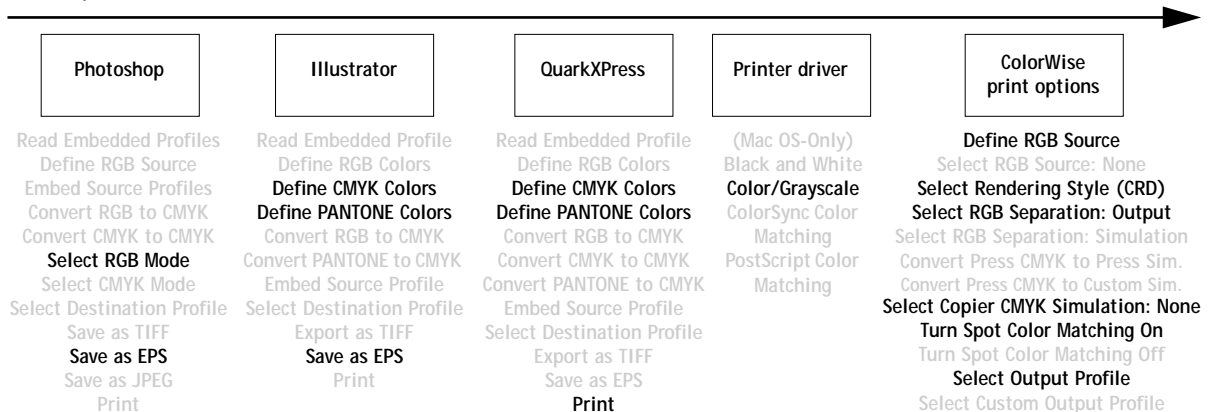 Photoshop
Read Embedded Profiles
Define RGB Source
Embed Source Profiles
Convert RGB to CMYK
Convert CMYK to CMYK
Select RGB Mode
Select CMYK Mode
Select Destination Profile
Save as TIFF
Save as EPS
Save as JPEG
Print
Illustrator
Read Embedded Profile
Define RGB Colors
Define CMYK Colors
Define PANTONE Colors
Convert RGB to CMYK
Convert PANTONE to CMYK
Embed Source Profile
Select Destination Profile
Export as TIFF
Save as EPS
Print
QuarkXPress
Read Embedded Profile
Define RGB Colors
Define CMYK Colors
Define PANTONE Colors
Convert RGB to CMYK
Convert CMYK to CMYK
Convert PANTONE to CMYK
Embed Source Profile
Select Destination Profile
Export as TIFF
Save as EPS
Print
Printer driver
(Mac OS-Only)
Black and White
Color/Grayscale
ColorSync Color
Matching
PostScript Color
Matching
ColorWise
print options
Define RGB Source
Select RGB Source: None
Select Rendering Style (CRD)
Select RGB Separation: Output
Select RGB Separation: Simulation
Convert Press CMYK to Press Sim.
Convert Press CMYK to Custom Sim.
Select Copier CMYK Simulation: None
Turn Spot Color Matching On
Turn Spot Color Matching Off
Select Output Profile
Select Custom Output Profile